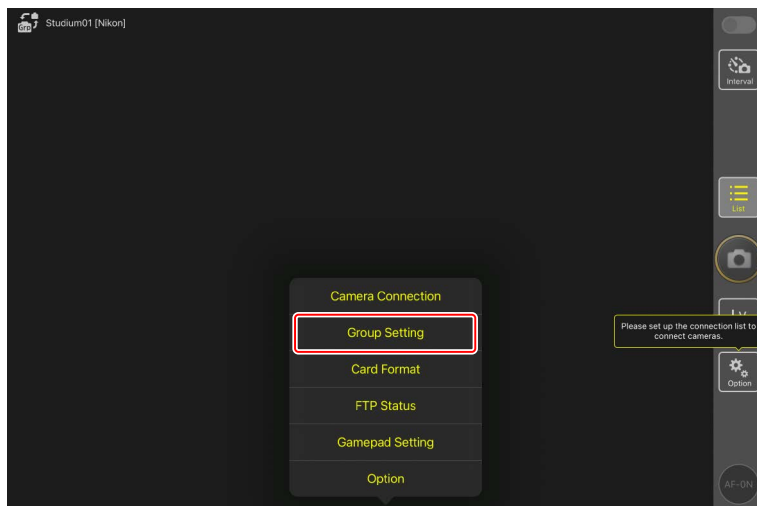 Grp
Studium01 [Nikon]
Interval
List
Camera Connection
Group Setting
Please set up the connection list to
connect cameras.
Card Format
Option
FTP Status
Gamepad Setting
Option
AF-ON